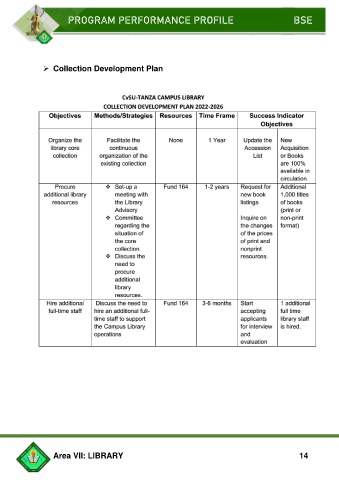 PROGRAM PERFORMANCE PROFILE BSE
➢ Collection Development Plan
CvSU-TANZA CAMPUS LIBRARY
COLLECTION DEVELOPMENT PLAN 2022-2026
Objectives Methods/Strategies Resources Time Frame Success Indicator
Objectives
Organize the Facilitate the None 1 Year Update the New
library core continuous Accession Acquisition
collection organization of the List or Books
existing collection are 100%
available in
circulation.
Procure ❖ Set-up a Fund 164 1-2 years Request for Additional
additional library meeting with new book 1,000 titles
resources the Library listings of books
Advisory (print or
❖ Committee Inquire on non-print
regarding the the changes format)
situation of of the prices
the core of print and
collection. nonprint
❖ Discuss the resources.
need to
procure
additional
library
resources.
Hire additional Discuss the need to Fund 164 3-6 months Start 1 additional
full-time staff hire an additional full- accepting full time
time staff to support applicants library staff
the Campus Library for interview is hired.
operations and
evaluation
Area VII: LIBRARY 14